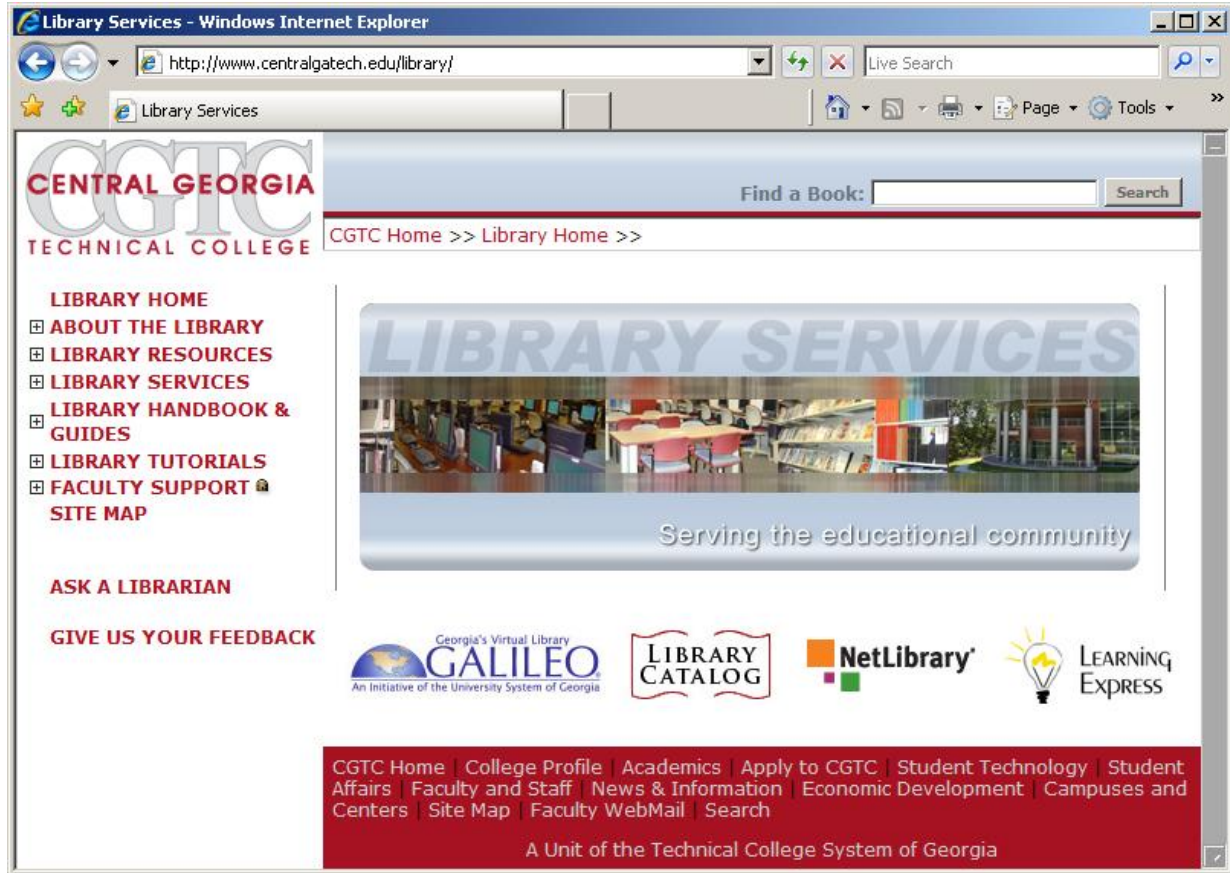 Library Services - Windows Internet Explorer
http://www.centralgatech.edu/library/
Live Search
Library Services
Page
Tools
»
CGTC
CENTRAL GEORGIA
TECHNICAL COLLEGE
Find a Book:
Search
CGTC Home >> Library Home >>
LIBRARY HOME
ABOUT THE LIBRARY
LIBRARY RESOURCES
LIBRARY SERVICES
LIBRARY HANDBOOK &
GUIDES
LIBRARY TUTORIALS
FACULTY SUPPORT
SITE MAP
ASK A LIBRARIAN
GIVE US YOUR FEEDBACK
LIBRARY SERVICES
Serving the educational community
Georgia's Virtual Library
GALILEO
An Initiative of the University System of Georgia
LIBRARY
CATALOG
NetLibrary
LEARNING
EXPRESS
CGTC Home | College Profile | Academics | Apply to CGTC | Student Technology | Student
Affairs | Faculty and Staff | News & Information | Economic Development | Campuses and
Centers | Site Map | Faculty WebMail | Search
A Unit of the Technical College System of Georgia